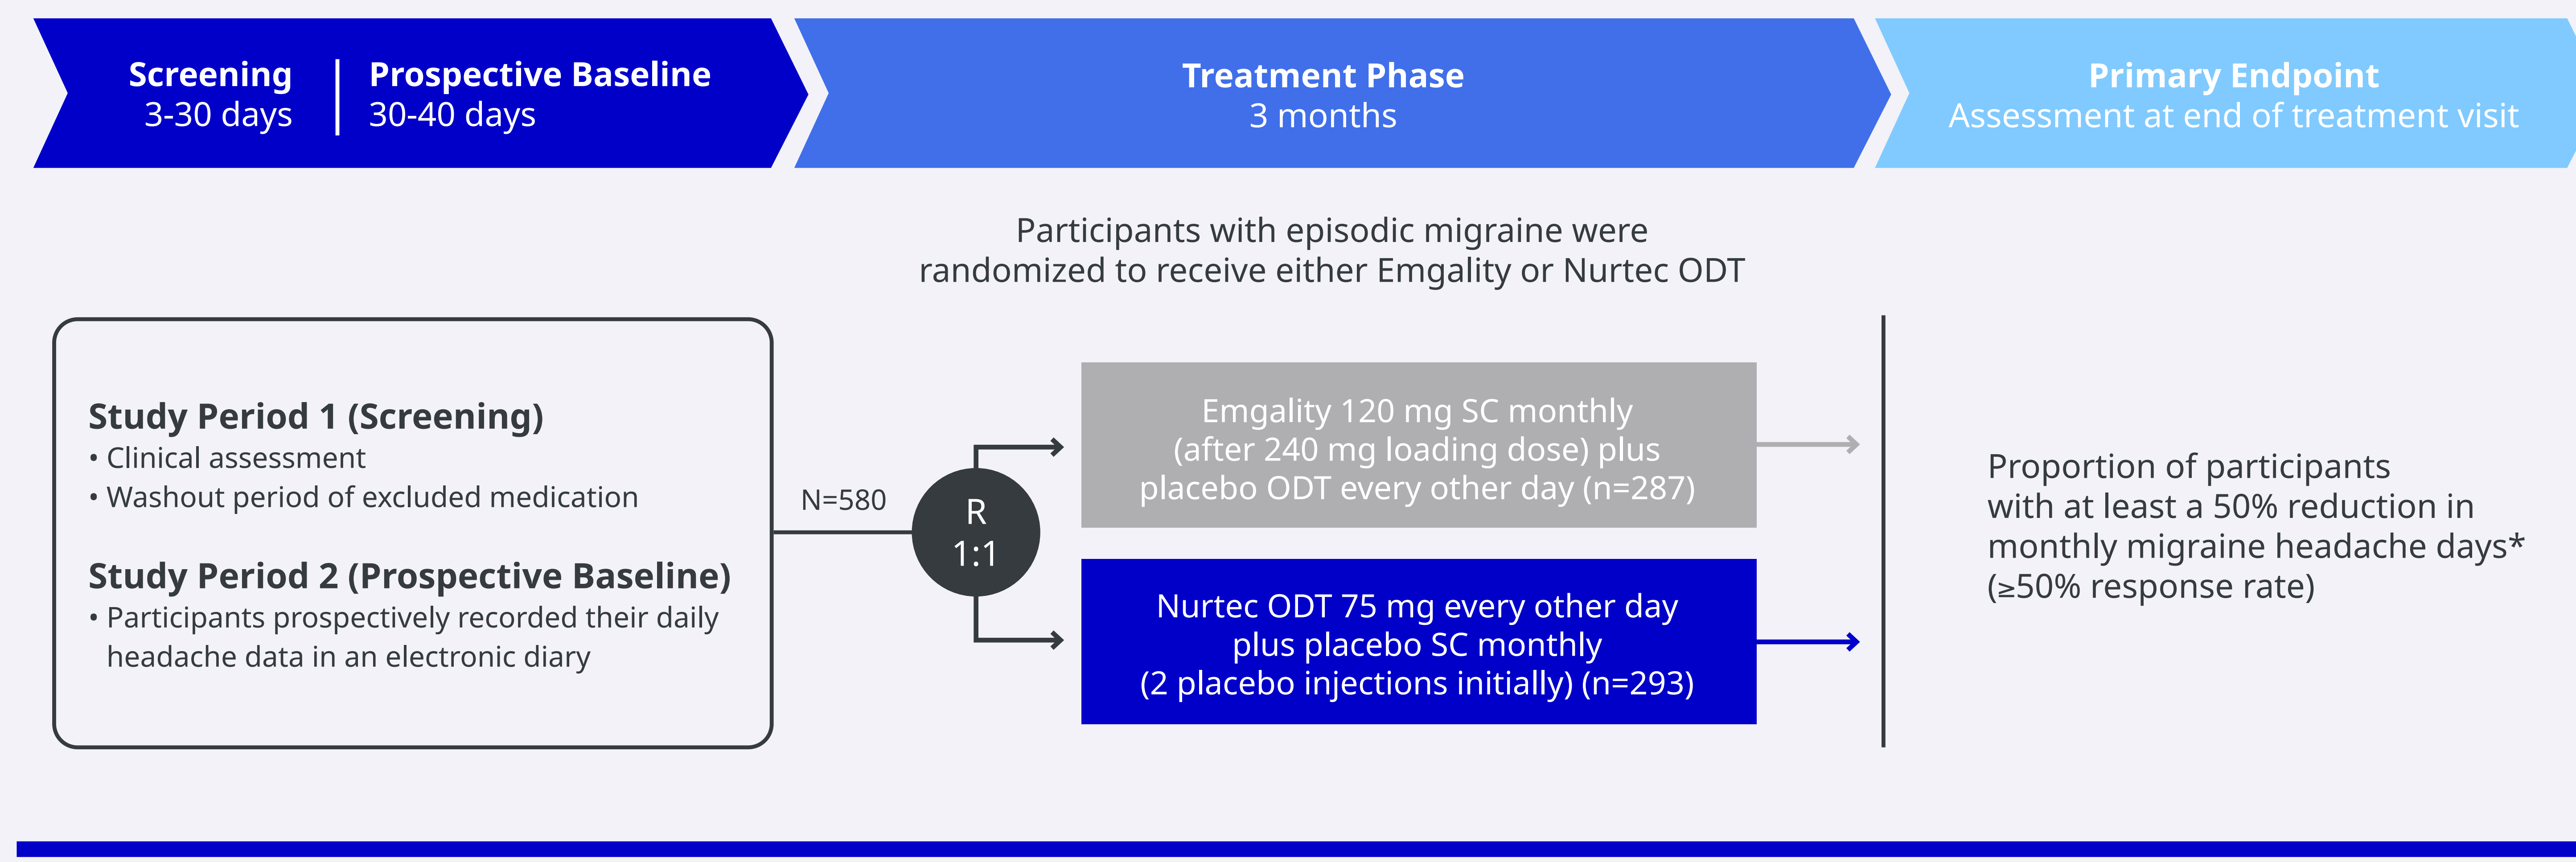 Screening
3-30 days
Prospective Baseline
30-40 days
Treatment Phase
3 months
Primary Endpoint
Assessment at end of treatment visit
Participants with episodic migraine were
randomized to receive either Emgality or Nurtec ODT
Study Period 1 (Screening)
• Clinical assessment
• Washout period of excluded medication
Study Period 2 (Prospective Baseline)
• Participants prospectively recorded their daily
headache data in an electronic diary
N=580
R
1:1
Emgality 120 mg SC monthly
(after 240 mg loading dose) plus
placebo ODT every other day (n=287)
Nurtec ODT 75 mg every other day
plus placebo SC monthly
(2 placebo injections initially) (n=293)
Proportion of participants
with at least a 50% reduction in
monthly migraine headache days*
(≥50% response rate)